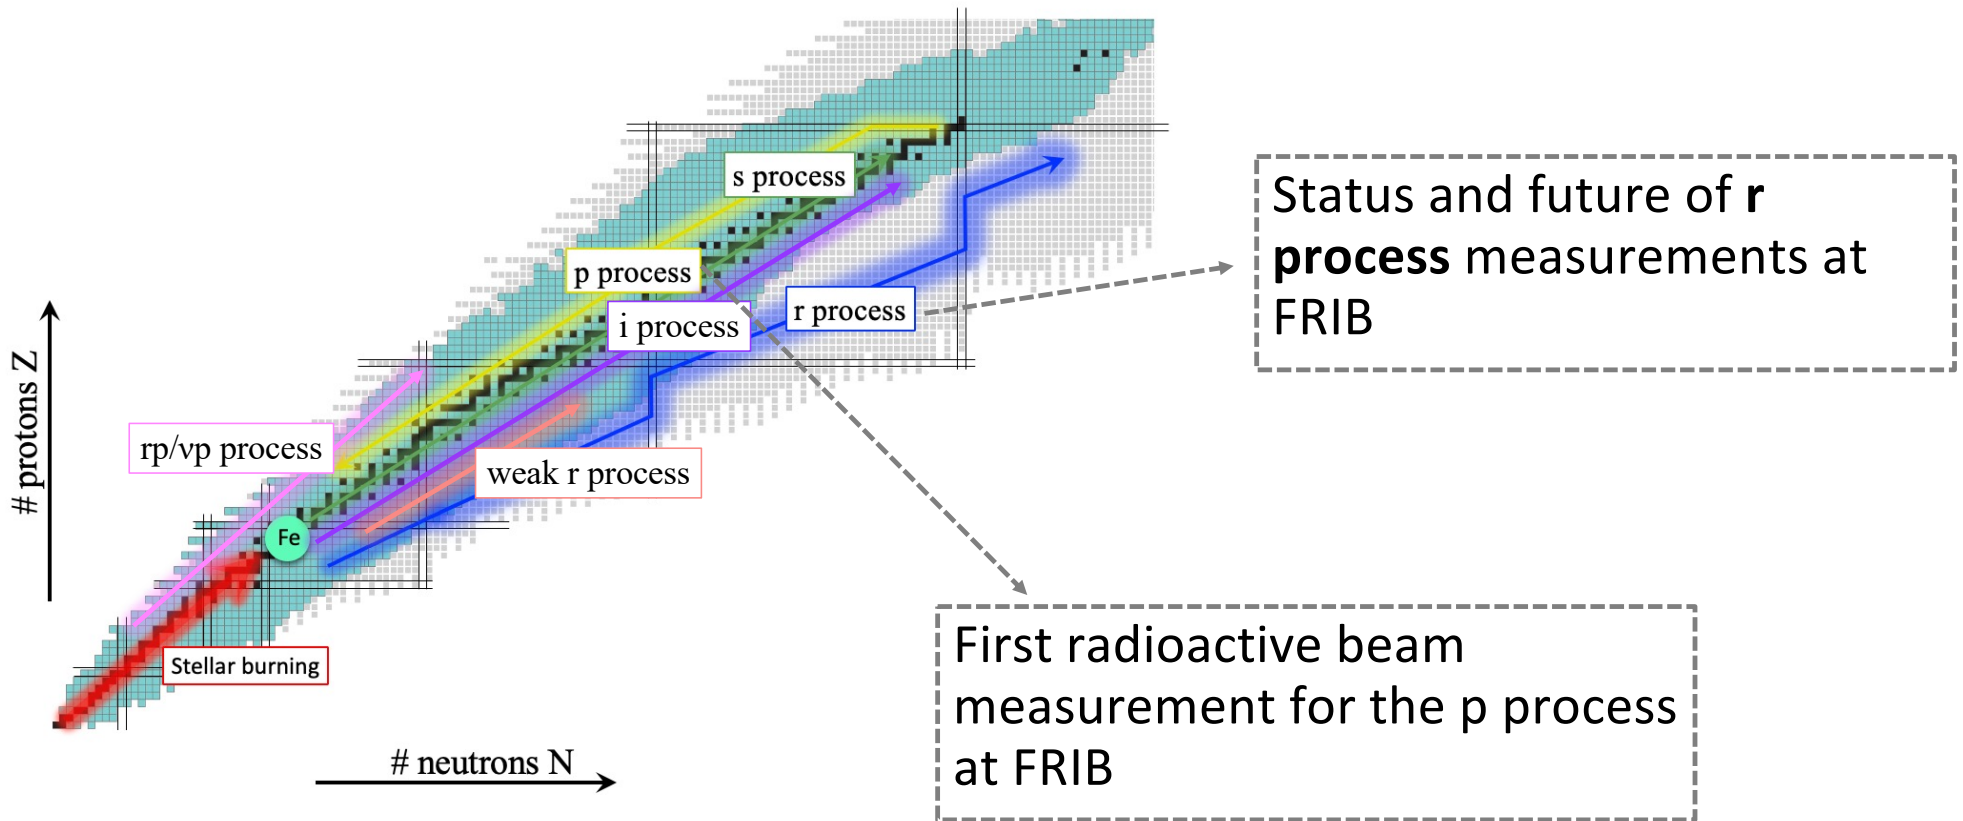 s process
p process
i process
r process
rp/νp process
weak r process
Fe
Stellar burning
# protons Z
# neutrons N
Status and future of r
process measurements at
FRIB
First radioactive beam
measurement for the p process
at FRIB